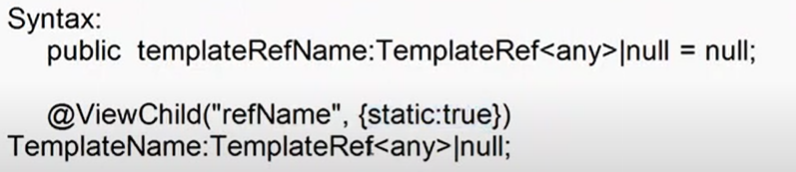 Syntax:
public templateRefName:TemplateRef<any>|null = null;
@ViewChild("refName", {static:true})
TemplateName:TemplateRef<any>|null;